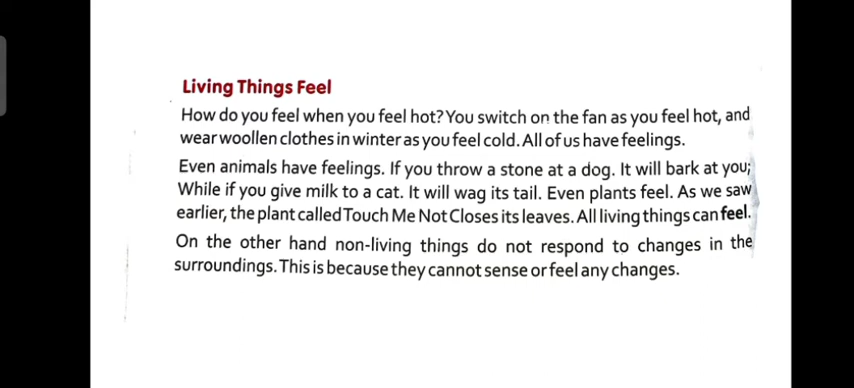 Living Things Feel
How do you feel when you feel hot? You switch on the fan as you feel hot, and
wear woollen clothes in winter as you feel cold. All of us have feelings.
Even animals have feelings. If you throw a stone at a dog. It will bark at you;
While if you give milk to a cat. It will wag its tail. Even plants feel. As we saw
earlier, the plant called Touch Me Not Closes its leaves. All living things can feel.
On the other hand non-living things do not respond to changes in the
surroundings. This is because they cannot sense or feel any changes.